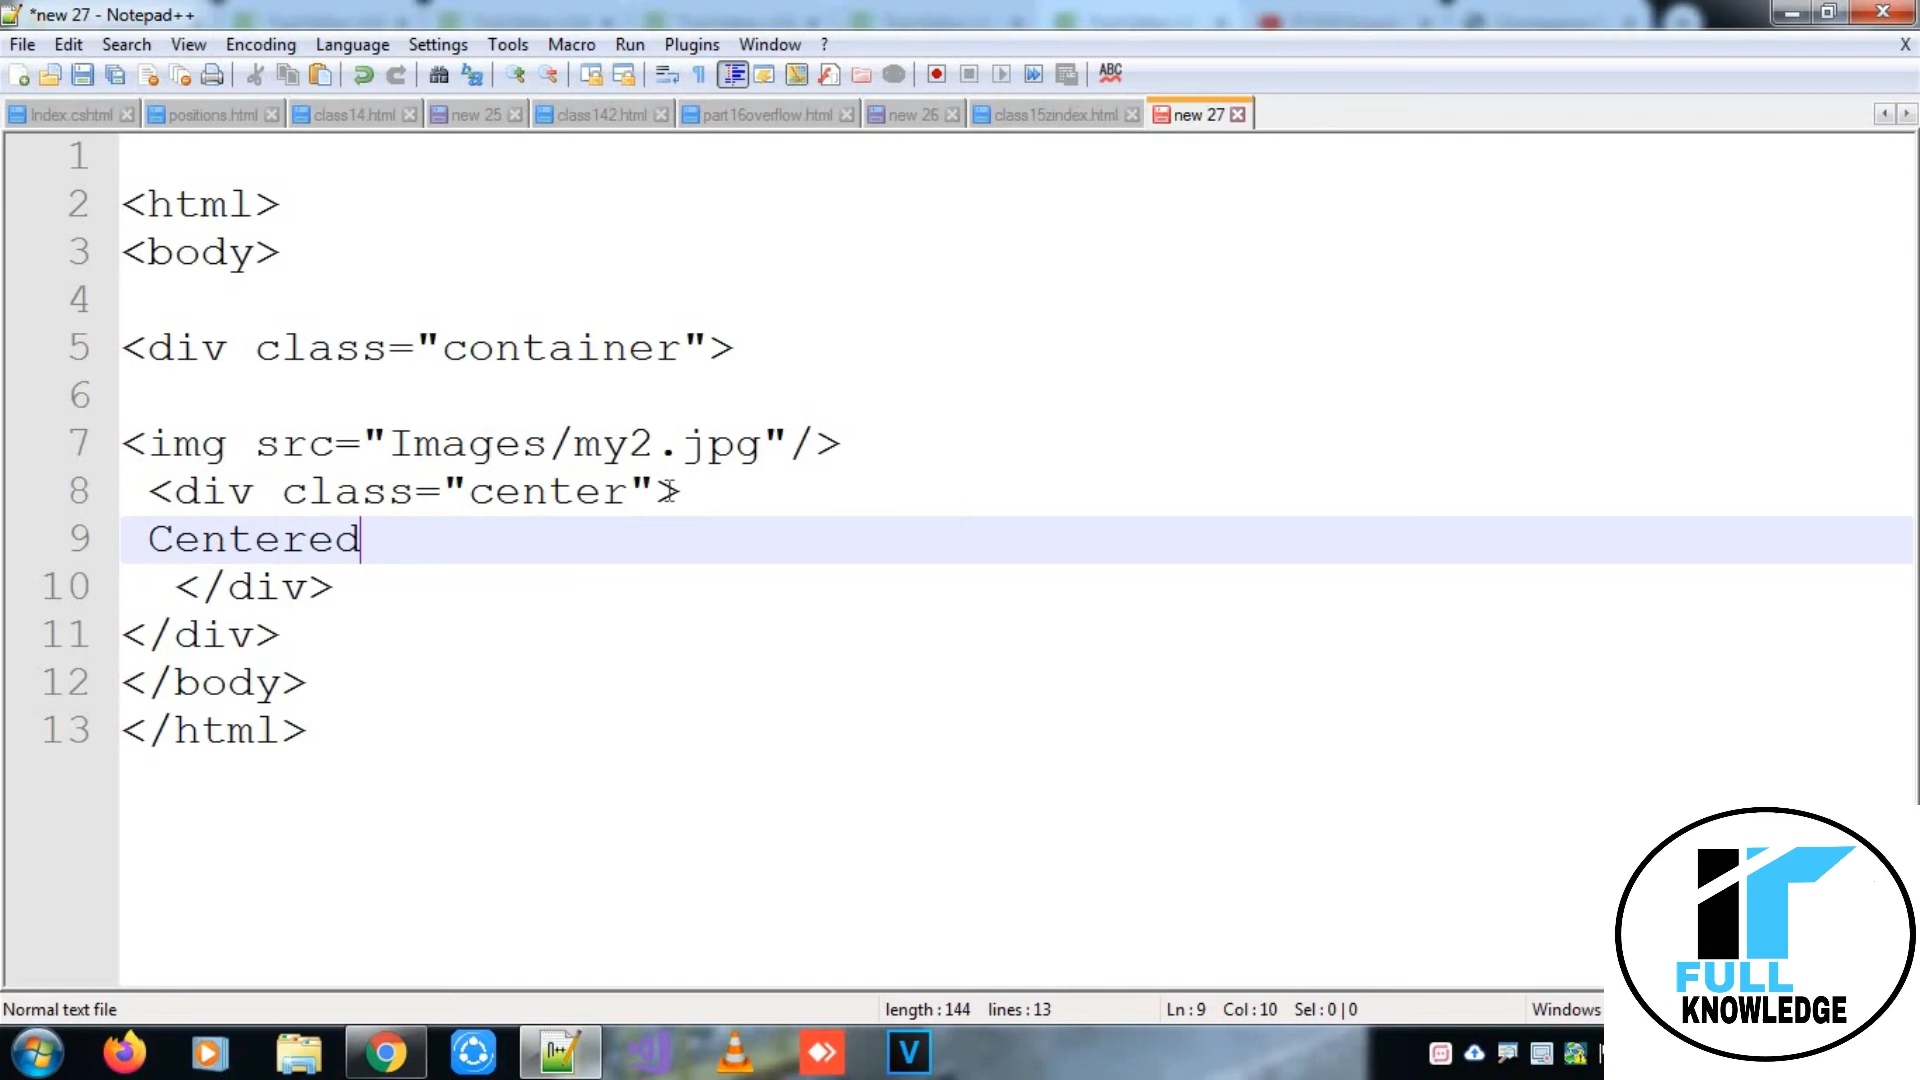 *new 27 - Notepad++
File Edit Search View Encoding Language Settings Tools Macro Run Plugins Window ? X
ABC
Index.cshtml positions.html class14.html new 25 class142.html part16overflow.html new 26 class15zindex.html new 27
1
2 <html>
3 <body>
4
5 <div class="container">
6
7 <img src="Images/my2.jpg"/>
8 <div class="center">
9 Centered
10 </div>
11 </div>
12 </body>
13 </html>
Normal text file length : 144 lines : 13 Ln : 9 Col : 10 Sel : 0 | 0 Windows
IT
FULL
KNOWLEDGE
n++
V